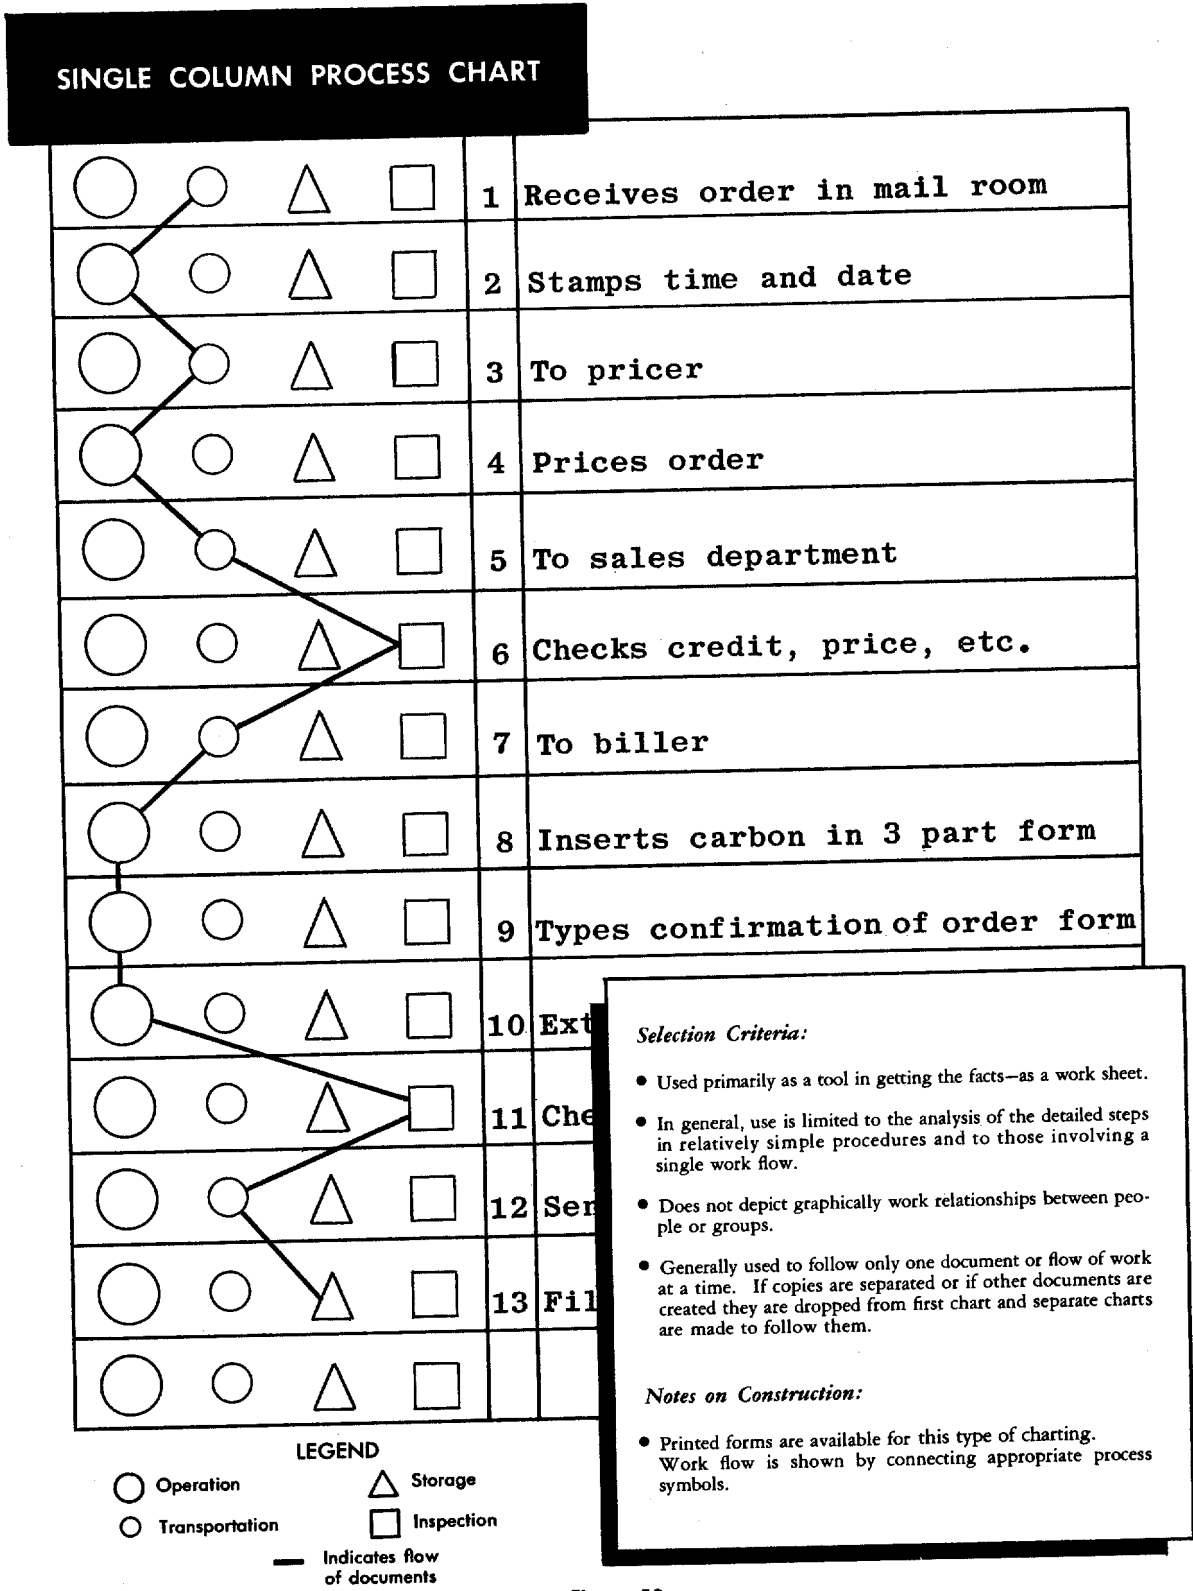 SINGLE COLUMN PROCESS CHART
1 Receives order in mail room
2 Stamps time and date
3 To pricer
4 Prices order
5 To sales department
6 Checks credit, price, etc.
7 To biller
8 Inserts carbon in 3 part form
9 Types confirmation of order form
10 Ext
11 Che
12 Ser
13 Fil
Selection Criteria:
• Used primarily as a tool in getting the facts—as a work sheet.
• In general, use is limited to the analysis of the detailed steps
in relatively simple procedures and to those involving a
single work flow.
• Does not depict graphically work relationships between peo-
ple or groups.
• Generally used to follow only one document or flow of work
at a time. If copies are separated or if other documents are
created they are dropped from first chart and separate charts
are made to follow them.
Notes on Construction:
• Printed forms are available for this type of charting.
Work flow is shown by connecting appropriate process
symbols.
LEGEND
Operation
Storage
Transportation
Inspection
Indicates flow
of documents